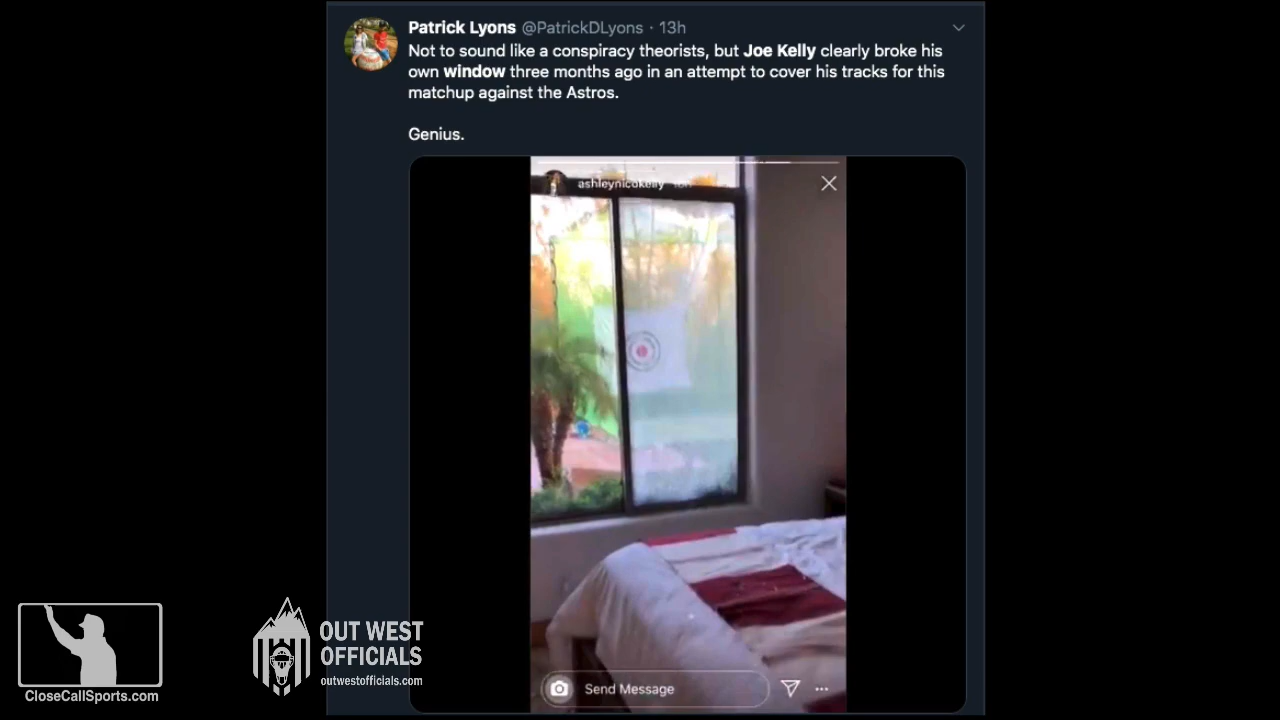 Patrick Lyons @PatrickDLyons · 13h
Not to sound like a conspiracy theorists, but Joe Kelly clearly broke his
own window three months ago in an attempt to cover his tracks for this
matchup against the Astros.
Genius.
ashleynicokelly
Send Message
CloseCallSports.com
OUT WEST
OFFICIALS
outwestofficials.com